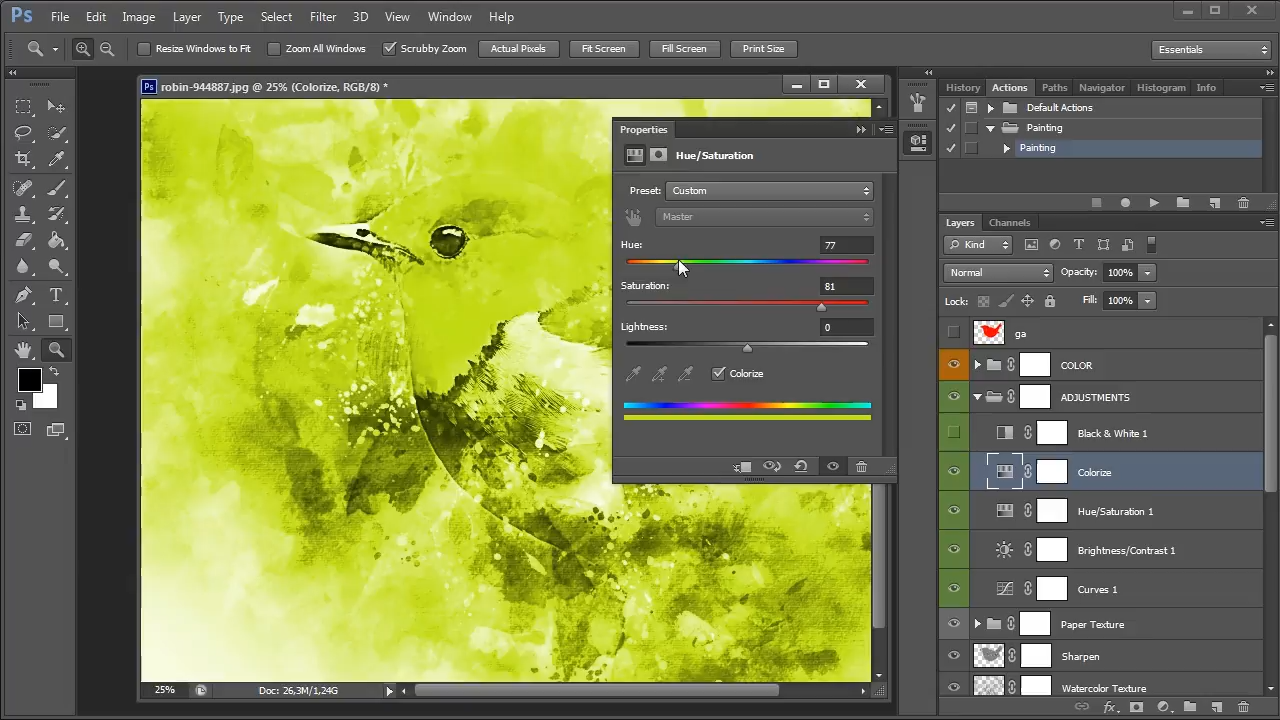 Ps File Edit Image Layer Type Select Filter 3D View Window Help
Resize Windows to Fit Zoom All Windows Scrubby Zoom Actual Pixels Fit Screen Fill Screen Print Size Essentials
Ps robin-944887.jpg @ 25% (Colorize, RGB/8) *
History Actions Paths Navigator Histogram Info
Default Actions
Painting
Painting
Properties
Hue/Saturation
Preset: Custom
Master
Hue: 77
Saturation: 81
Lightness: 0
Colorize
Layers Channels
Kind
Normal Opacity: 100%
Lock: Fill: 100%
ga
COLOR
ADJUSTMENTS
Black & White 1
Colorize
Hue/Saturation 1
Brightness/Contrast 1
Curves 1
Paper Texture
Sharpen
Watercolor Texture
25% Doc: 26,3M/1,24G
fx